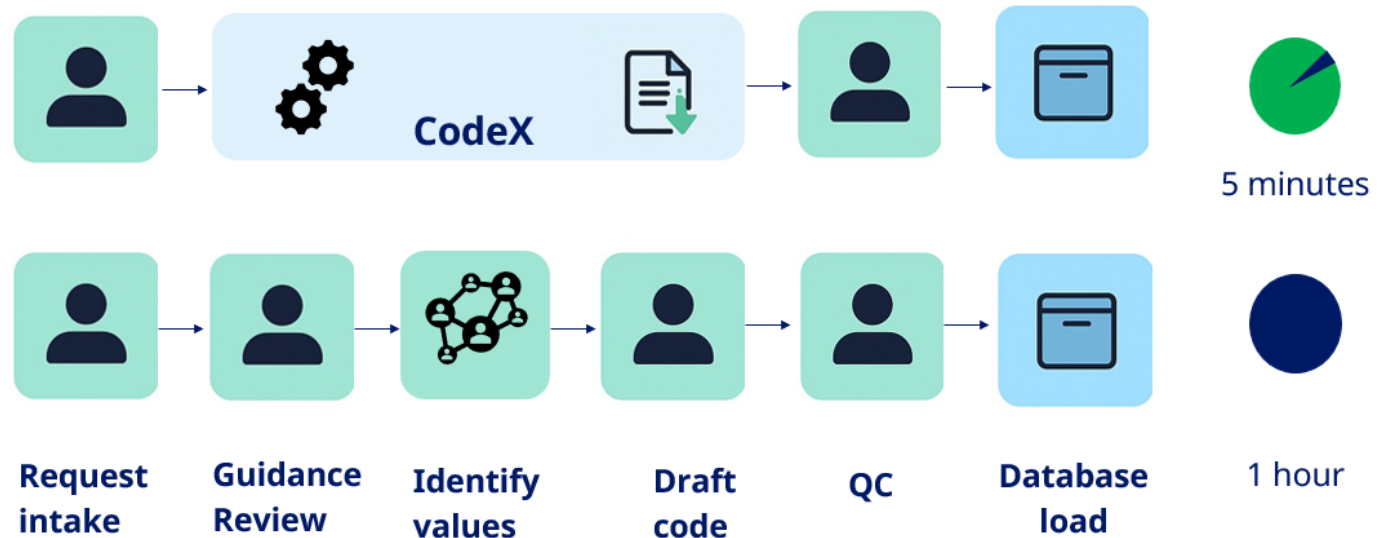 CodeX
5 minutes
Request
intake
Guidance
Review
Identify
values
Draft
code
QC
Database
load
1 hour